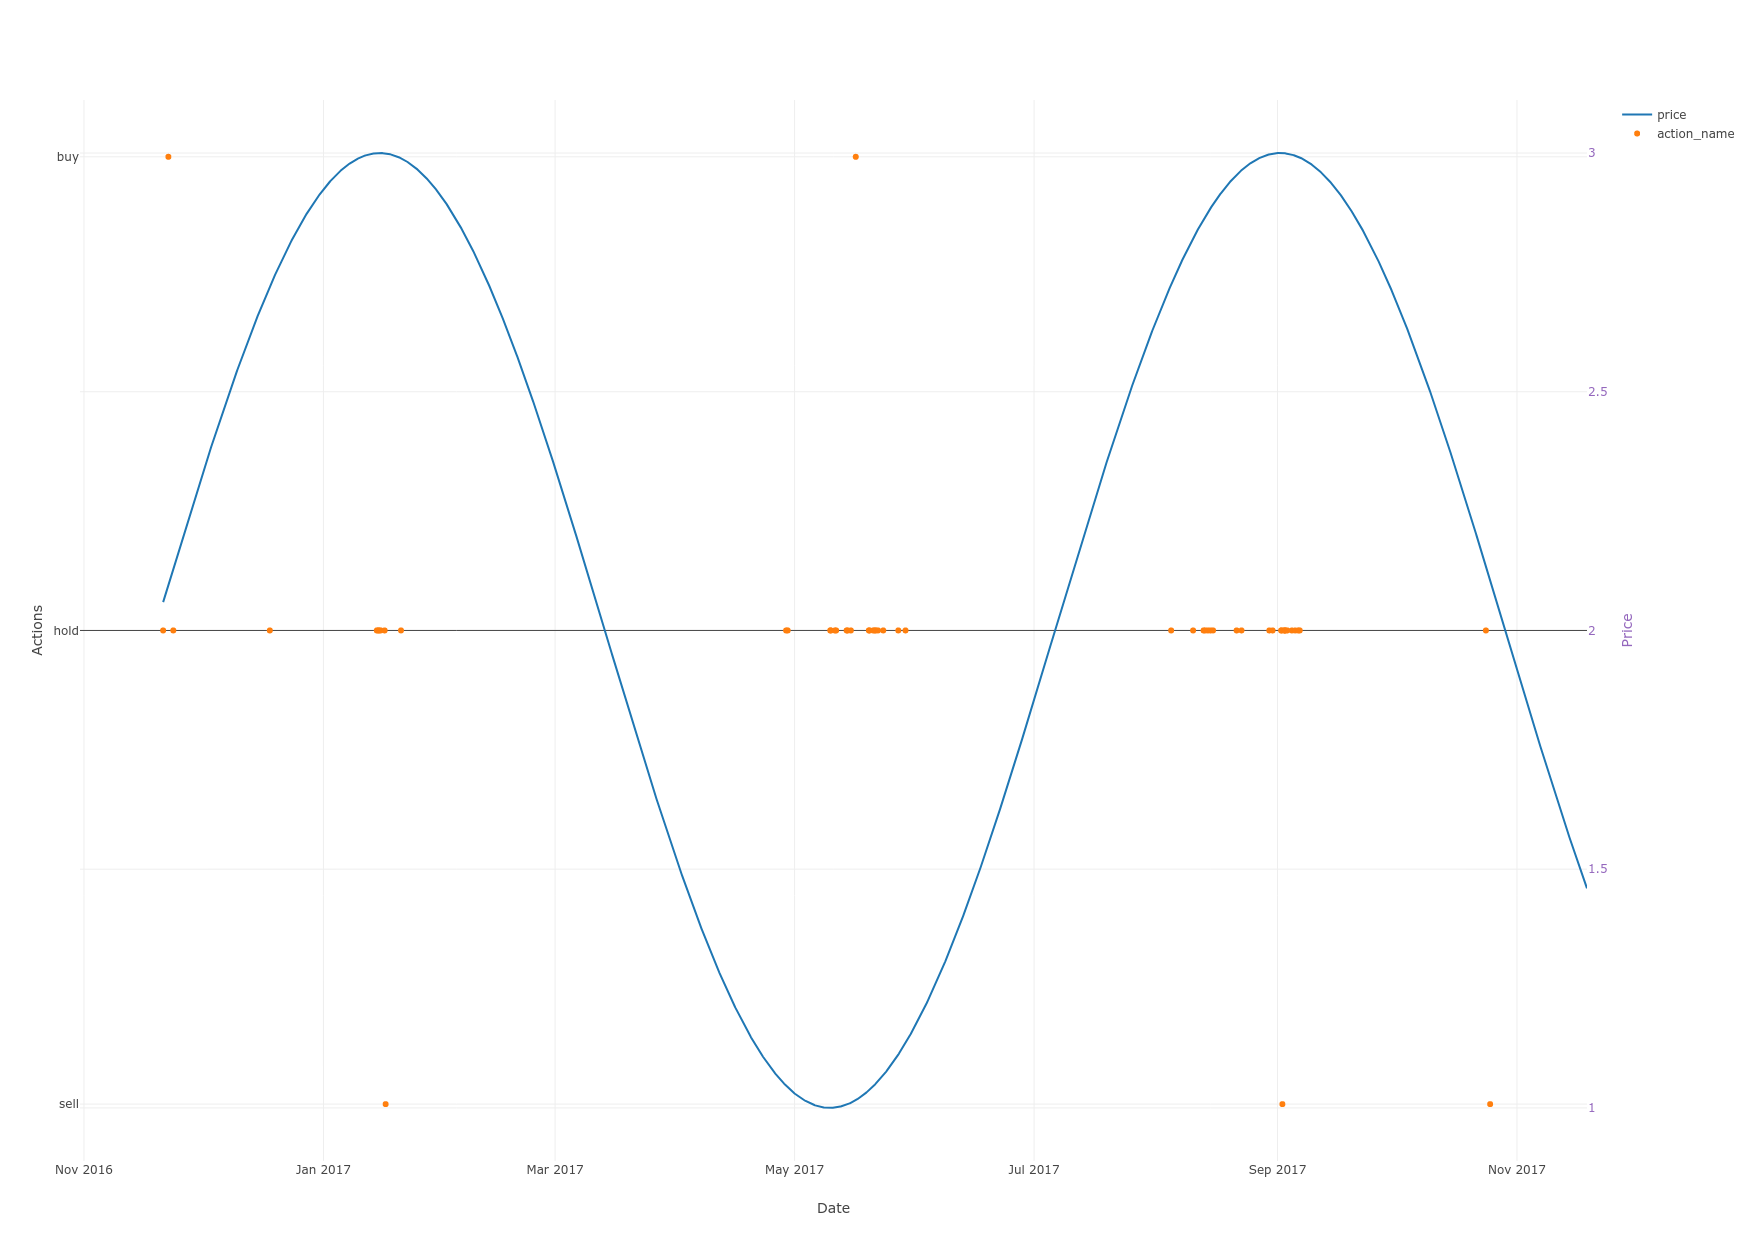 price
action_name
buy
hold
sell
Actions
3
2.5
2
1.5
1
Price
Nov 2016
Jan 2017
Mar 2017
May 2017
Jul 2017
Sep 2017
Nov 2017
Date